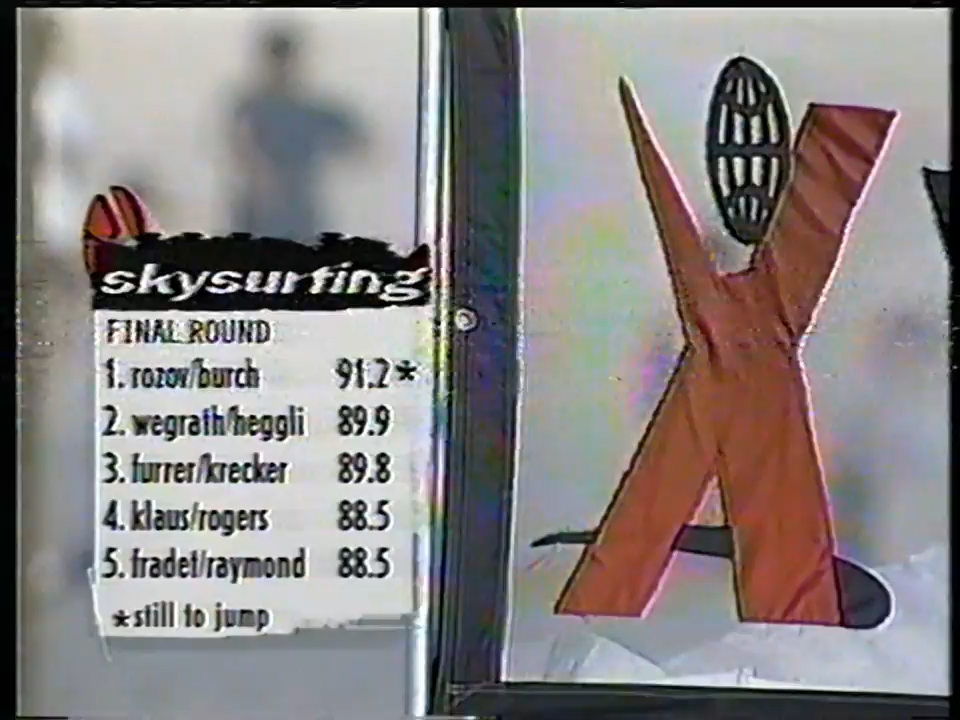 skysurfing
FINAL ROUND
1. rozov/burch 91.2*
2. wegrath/heggli 89.9
3. furrer/krecker 89.8
4. klaus/rogers 88.5
5. fradet/raymond 88.5
*still to jump
X